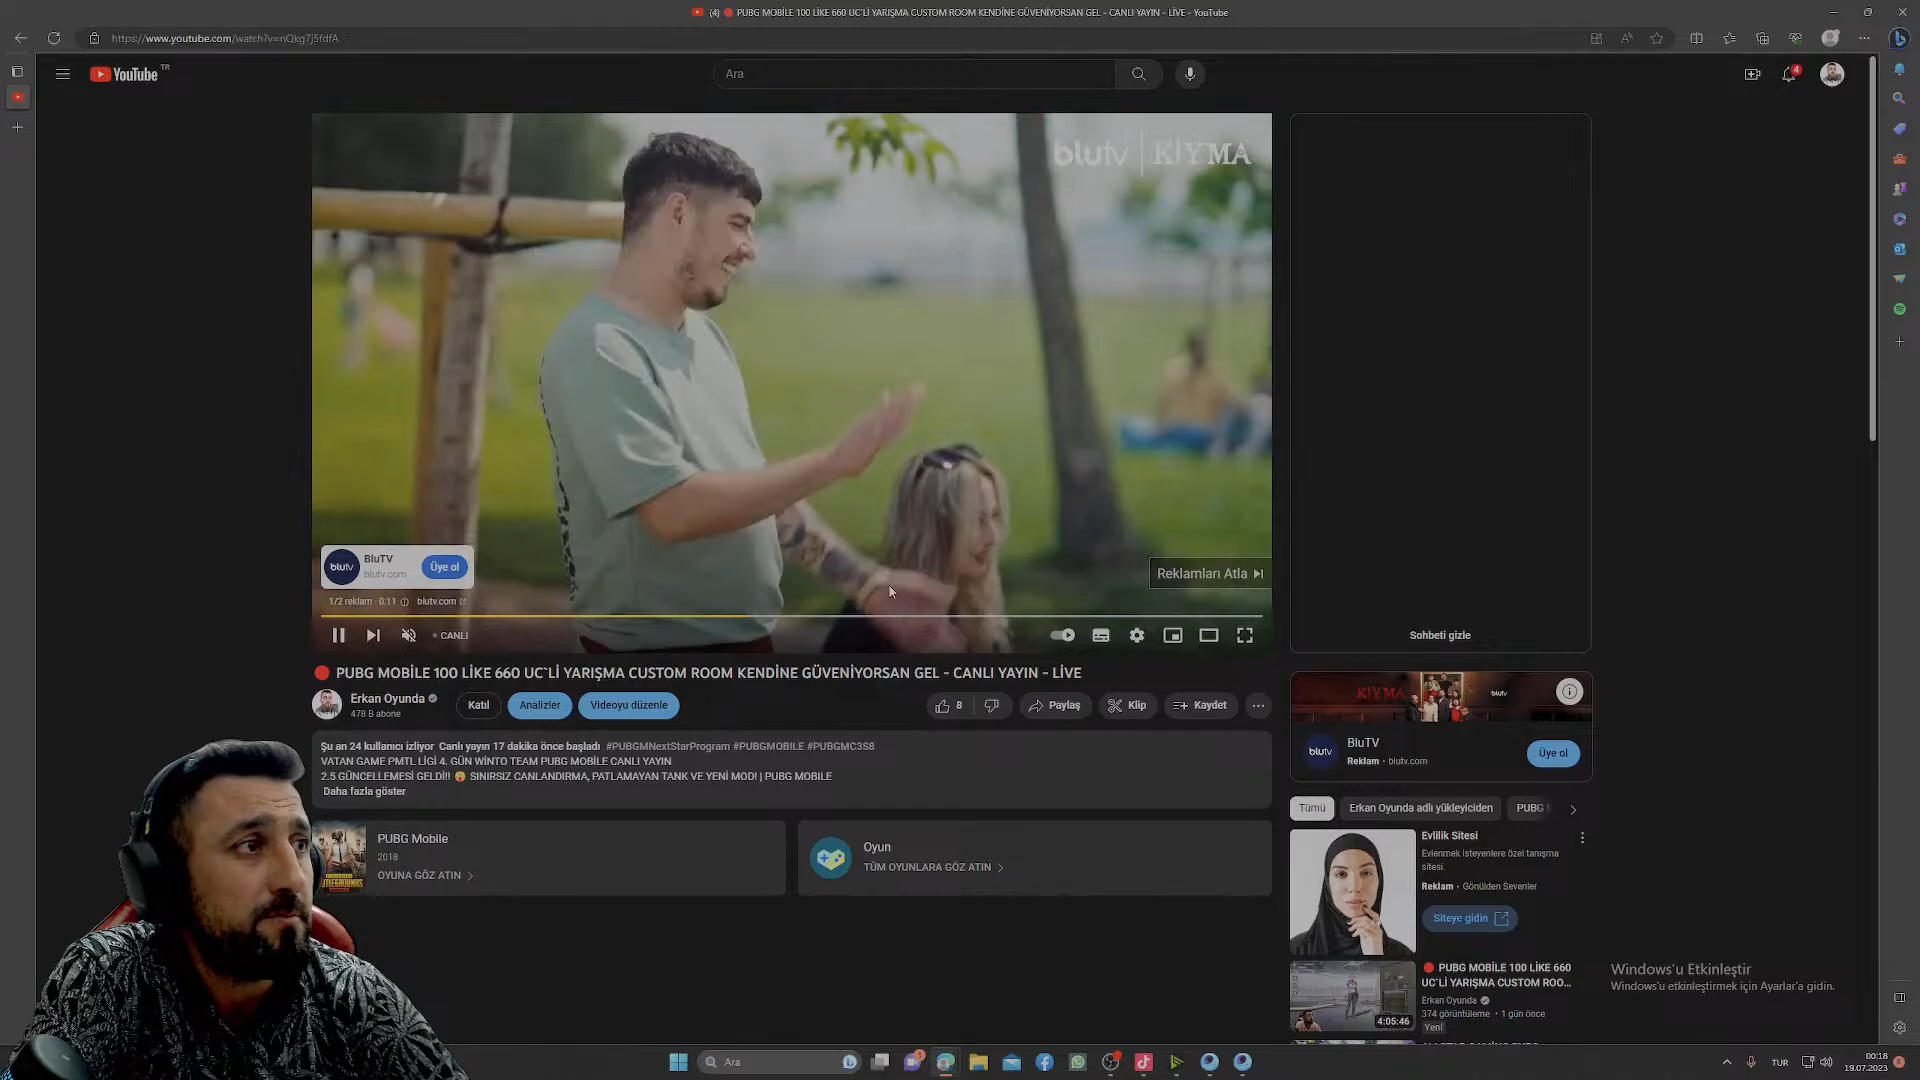 (4) 🔴 PUBG MOBİLE 100 LİKE 660 UC`Lİ YARIŞMA CUSTOM ROOM KENDİNE GÜVENİYORSAN GEL - CANLI YAYIN - LİVE - YouTube
https://www.youtube.com/watch?v=nQkg7j5fdfA
YouTube TR
Ara
4
blutv | KIYMA
blutv
BluTV
blutv.com
Üye ol
Reklamları Atla
1/2 reklam · 0:11
blutv.com
CANLI
Sohbeti gizle
🔴 PUBG MOBİLE 100 LİKE 660 UC`Lİ YARIŞMA CUSTOM ROOM KENDİNE GÜVENİYORSAN GEL - CANLI YAYIN - LİVE
Erkan Oyunda
478 B abone
Katıl
Analizler
Videoyu düzenle
8
Paylaş
Klip
Kaydet
Şu an 24 kullanıcı izliyor Canlı yayın 17 dakika önce başladı #PUBGMNextStarProgram #PUBGMOBILE #PUBGMC3S8
VATAN GAME PMTL LİGİ 4. GÜN WINTO TEAM PUBG MOBILE CANLI YAYIN
2.5 GÜNCELLEMESİ GELDİ!! 🤑 SINIRSIZ CANLANDIRMA, PATLAMAYAN TANK VE YENİ MOD! | PUBG MOBILE
Daha fazla göster
PUBG Mobile
2018
OYUNA GÖZ ATIN
Oyun
TÜM OYUNLARA GÖZ ATIN
KIYMA
blutv
blutv
BluTV
Reklam · blutv.com
Üye ol
Tümü
Erkan Oyunda adlı yükleyiciden
PUBG
Evlilik Sitesi
Evlenmek isteyenlere özel tanışma
sitesi.
Reklam · Gönülden Sevenler
Siteye gidin
4:05:46
🔴 PUBG MOBİLE 100 LİKE 660
UC`Lİ YARIŞMA CUSTOM ROO...
Erkan Oyunda
374 görüntüleme · 1 gün önce
Yeni
Windows'u Etkinleştir
Windows'u etkinleştirmek için Ayarlar'a gidin.
Ara
1
TUR
00:18
19.07.2023
6